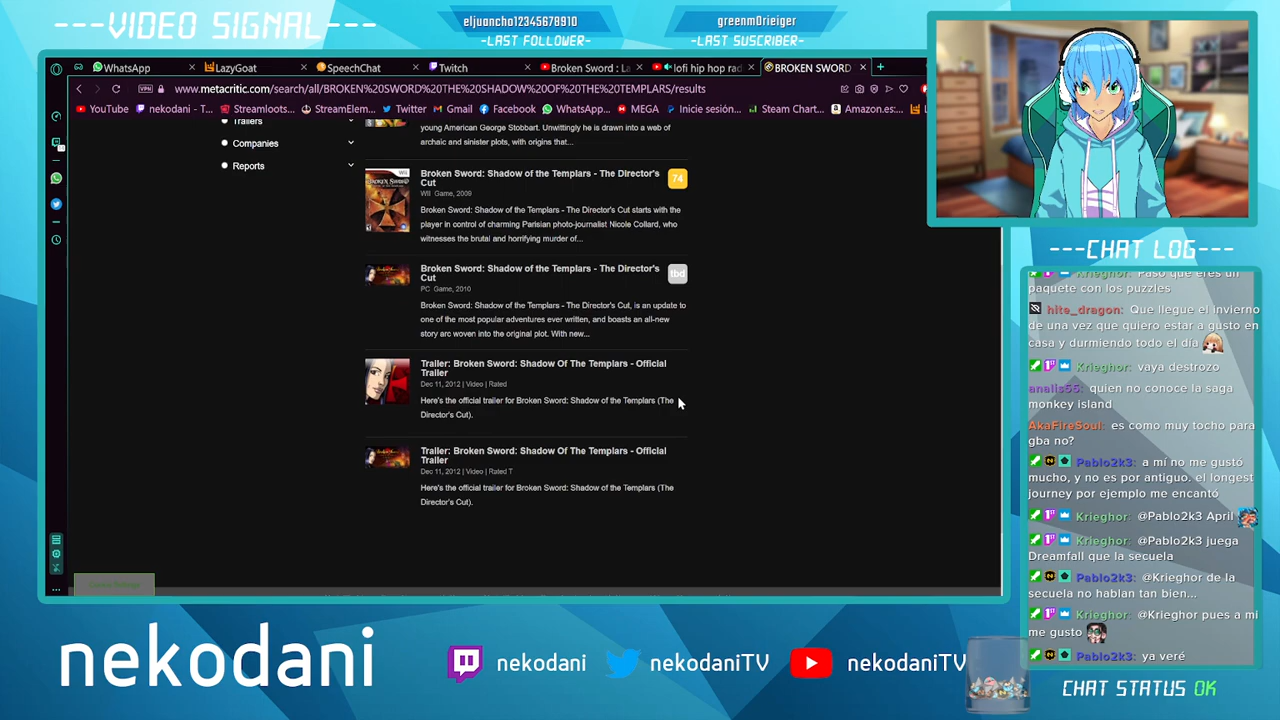 ---VIDEO SIGNAL---
eljuancho12345678910
-LAST FOLLOWER-
greenm0rieiger
-LAST SUSCRIBER-
WhatsApp
LazyGoat
SpeechChat
Twitch
Broken Sword : La
lofi hip hop rad
BROKEN SWORD
VPN
www.metacritic.com/search/all/BROKEN%20SWORD%20THE%20SHADOW%20OF%20THE%20TEMPLARS/results
YouTube
nekodani - T...
Streamloots...
StreamElem...
Twitter
Gmail
Facebook
WhatsApp...
MEGA
Inicie sesión...
Steam Chart...
Amazon.es:...
Trailers
Companies
Reports
young American George Stobbart. Unwittingly he is drawn into a web of
archaic and sinister plots, with origins that...
Broken Sword: Shadow of the Templars - The Director's
Cut
74
WII Game, 2009
Broken Sword: Shadow of the Templars - The Director's Cut starts with the
player in control of charming Parisian photo-journalist Nicole Collard, who
witnesses the brutal and horrifying murder of...
Broken Sword: Shadow of the Templars - The Director's
Cut
tbd
PC Game, 2010
Broken Sword: Shadow of the Templars - The Director's Cut, is an update to
one of the most popular adventures ever written, and boasts an all-new
story arc woven into the original plot. With new...
Trailer: Broken Sword: Shadow Of The Templars - Official
Trailer
Dec 11, 2012 | Video | Rated
Here's the official trailer for Broken Sword: Shadow of the Templars (The
Director's Cut).
Trailer: Broken Sword: Shadow Of The Templars - Official
Trailer
Dec 11, 2012 | Video | Rated T
Here's the official trailer for Broken Sword: Shadow of the Templars (The
Director's Cut).
Cookie Settings
---CHAT LOG---
Krieghor: Paso que eres un
paquete con los puzzles
hite_dragon: Que llegue el invierno
de una vez que quiero estar a gusto en
casa y durmiendo todo el día
Krieghor: vaya destrozo
analis55: quien no conoce la saga
monkey island
AkaFireSoul: es como muy tocho para
gba no?
Pablo2k3: a mí no me gustó
mucho, y no es por antiguo. el longest
journey por ejemplo me encantó
Krieghor: @Pablo2k3 April
Krieghor: @Pablo2k3 juega
Dreamfall que la secuela
Pablo2k3: @Krieghor de la
secuela no hablan tan bien...
Krieghor: @Krieghor pues a mi
me gusto
Pablo2k3: ya veré
nekodani
nekodani
nekodaniTV
nekodaniTV
CHAT STATUS OK